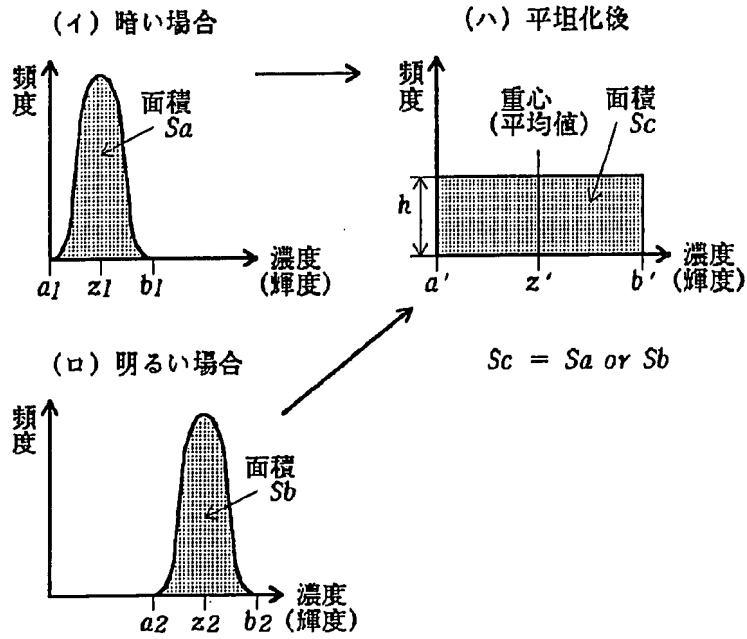 (イ) 暗い場合
頻度
面積
Sa
a1 z1 b1
濃度
(輝度)
(ハ) 平坦化後
頻度
重心
(平均値)
面積
Sc
h
a' z' b'
濃度
(輝度)
Sc = Sa or Sb
(ロ) 明るい場合
頻度
面積
Sb
a2 z2 b2
濃度
(輝度)